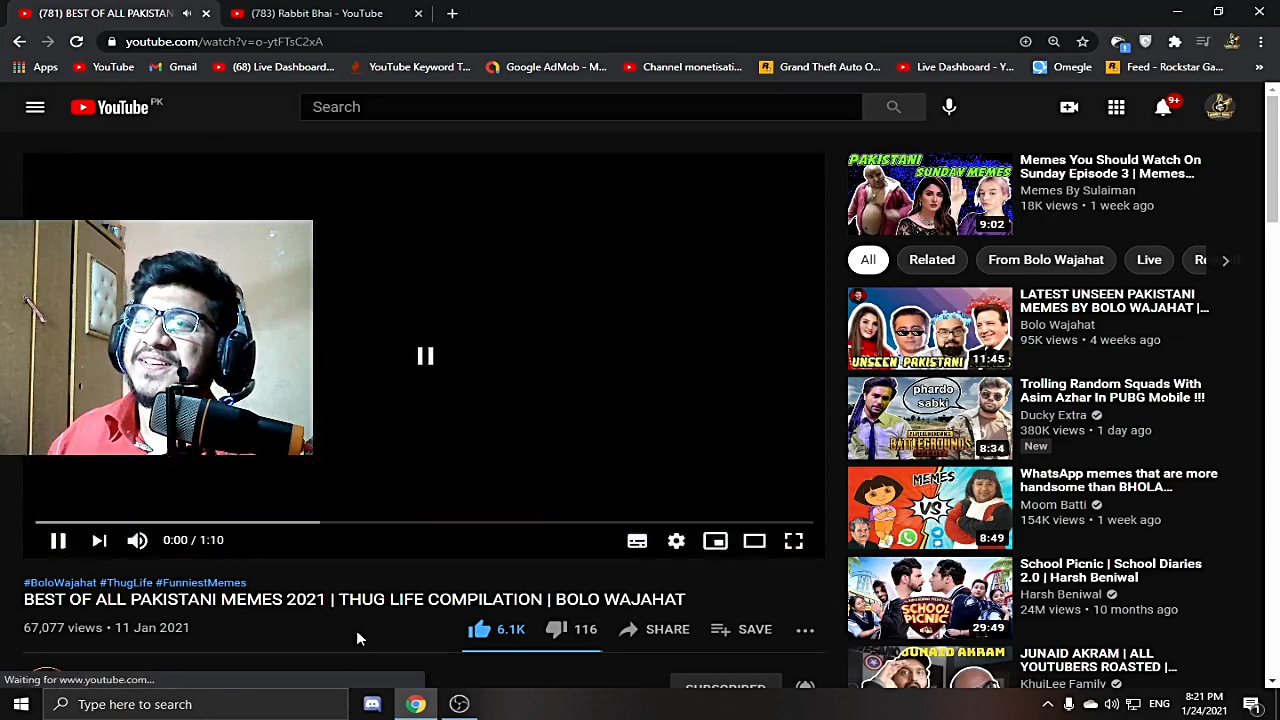 (781) BEST OF ALL PAKISTAN
(783) Rabbit Bhai - YouTube
youtube.com/watch?v=o-ytFTsC2xA
Apps
YouTube
Gmail
(68) Live Dashboard...
YouTube Keyword T...
Google AdMob - M...
Channel monetisati...
Grand Theft Auto O...
Live Dashboard - Y...
Omegle
Feed - Rockstar Ga...
»
YouTube PK
Search
9+
PAKISTANI
SUNDAY MEMES
9:02
Memes You Should Watch On
Sunday Episode 3 | Memes...
Memes By Sulaiman
18K views • 1 week ago
All
Related
From Bolo Wajahat
Live
UNSEEN PAKISTANI
11:45
LATEST UNSEEN PAKISTANI
MEMES BY BOLO WAJAHAT |...
Bolo Wajahat
95K views • 4 weeks ago
phardo
sabki
BATTLEGROUNDS
8:34
Trolling Random Squads With
Asim Azhar In PUBG Mobile !!!
Ducky Extra
380K views • 1 day ago
New
MEMES
VS
8:49
WhatsApp memes that are more
handsome than BHOLA...
Moom Batti
154K views • 1 week ago
SCHOOL
PICNIC
29:49
School Picnic | School Diaries
2.0 | Harsh Beniwal
Harsh Beniwal
24M views • 10 months ago
JUNAID AKRAM
JUNAID AKRAM | ALL
YOUTUBERS ROASTED |...
KhujLee Family
0:00 / 1:10
#BoloWajahat #ThugLife #FunniestMemes
BEST OF ALL PAKISTANI MEMES 2021 | THUG LIFE COMPILATION | BOLO WAJAHAT
67,077 views • 11 Jan 2021
6.1K
116
SHARE
SAVE
SUBSCRIBED
Waiting for www.youtube.com...
Type here to search
ENG
8:21 PM
1/24/2021
1